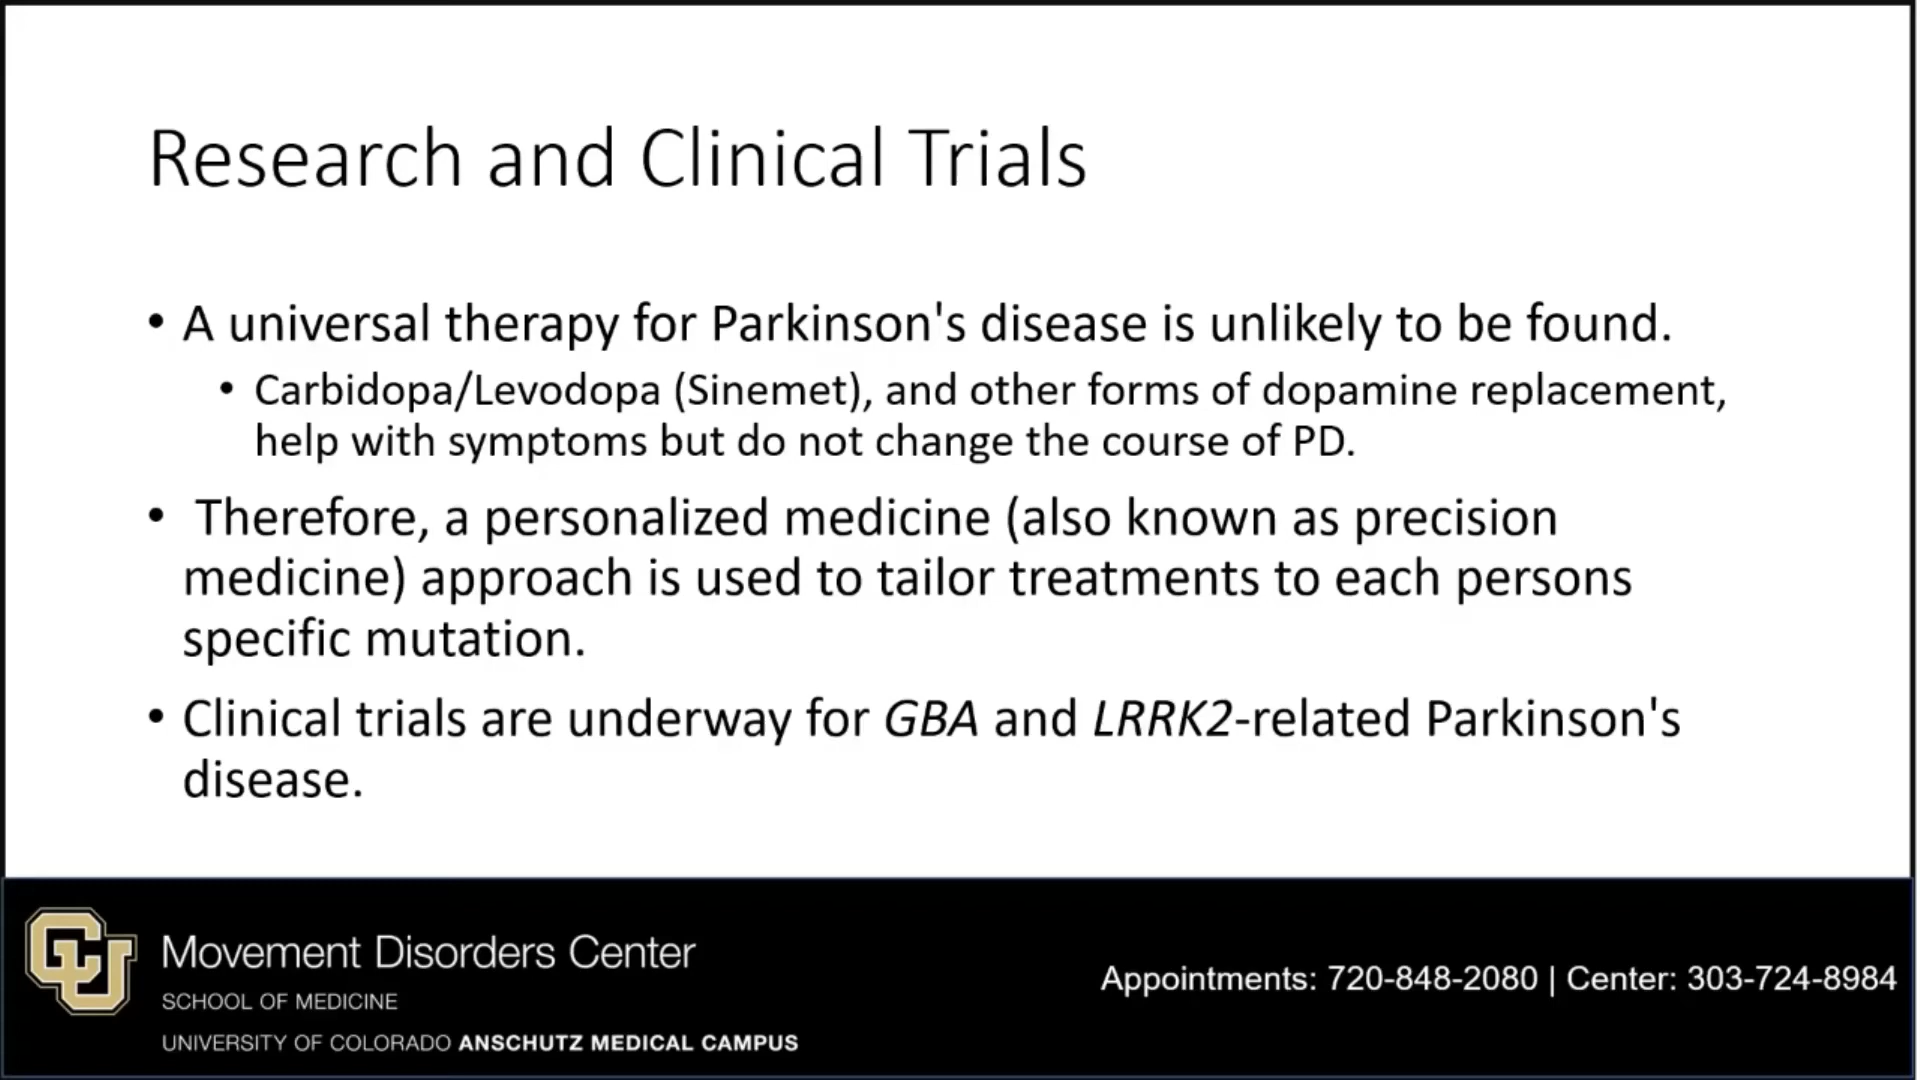 Research and Clinical Trials
• A universal therapy for Parkinson's disease is unlikely to be found.
• Carbidopa/Levodopa (Sinemet), and other forms of dopamine replacement,
help with symptoms but do not change the course of PD.
• Therefore, a personalized medicine (also known as precision
medicine) approach is used to tailor treatments to each persons
specific mutation.
• Clinical trials are underway for GBA and LRRK2-related Parkinson's
disease.
CU
Movement Disorders Center
SCHOOL OF MEDICINE
UNIVERSITY OF COLORADO ANSCHUTZ MEDICAL CAMPUS
Appointments: 720-848-2080 | Center: 303-724-8984